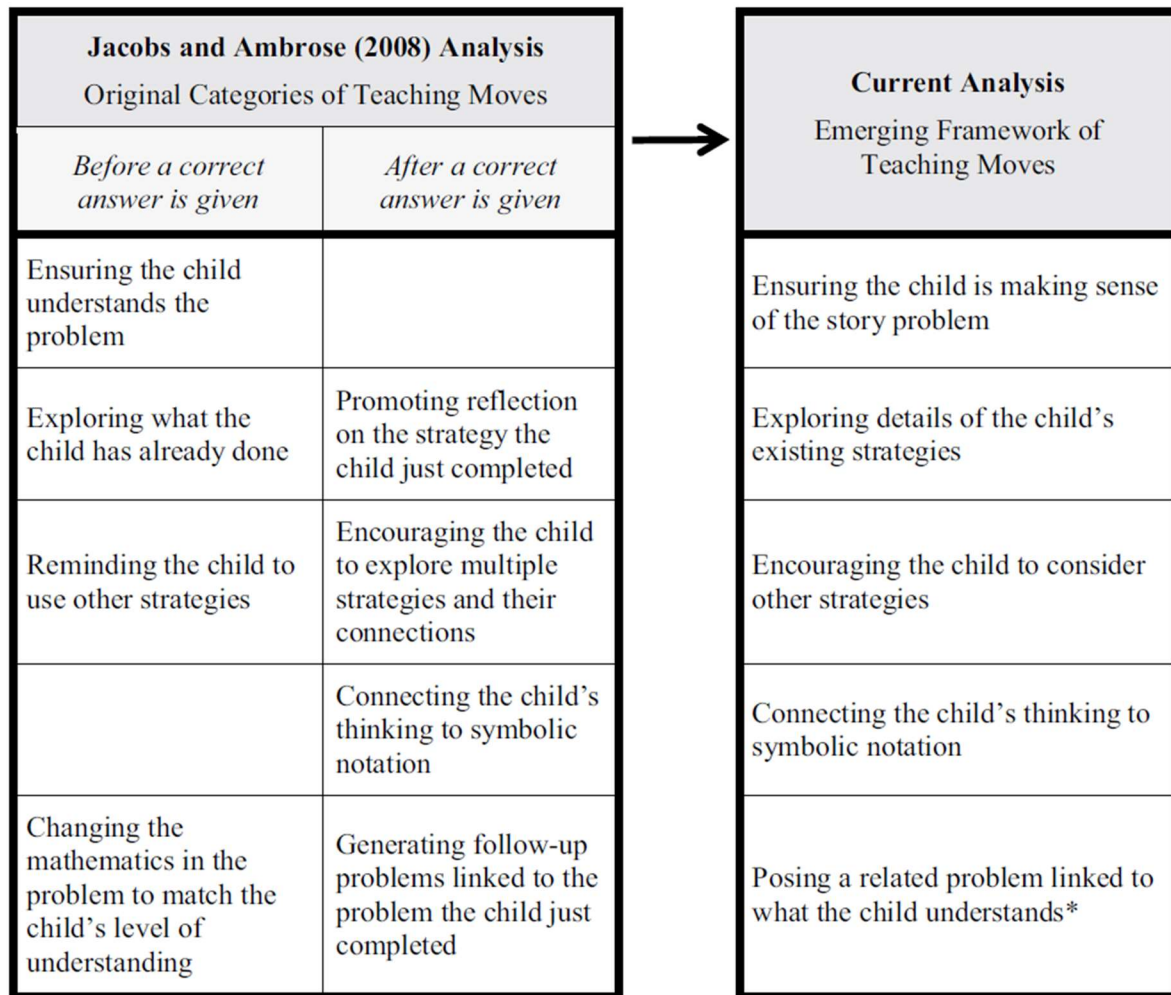 Jacobs and Ambrose (2008) Analysis
Original Categories of Teaching Moves
Before a correct
answer is given
After a correct
answer is given
Current Analysis
Emerging Framework of
Teaching Moves
Ensuring the child
understands the
problem
Ensuring the child is making sense
of the story problem
Exploring what the
child has already done
Promoting reflection
on the strategy the
child just completed
Exploring details of the child’s
existing strategies
Reminding the child to
use other strategies
Encouraging the child
to explore multiple
strategies and their
connections
Encouraging the child to consider
other strategies
Connecting the child’s
thinking to symbolic
notation
Connecting the child’s thinking to
symbolic notation
Changing the
mathematics in the
problem to match the
child’s level of
understanding
Generating follow-up
problems linked to the
problem the child just
completed
Posing a related problem linked to
what the child understands*